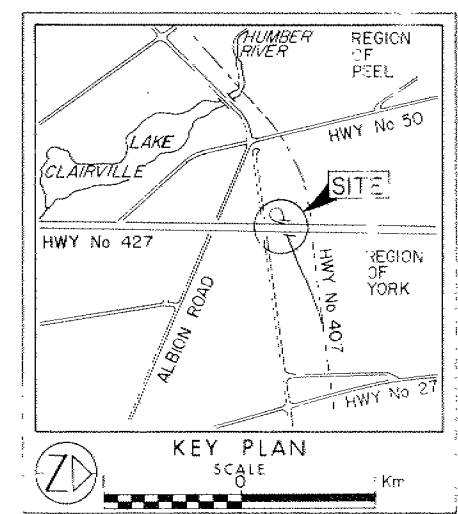 HUMBER
RIVER
REGION
OF
PEEL
HWY No 50
LAKE
CLAIRVILLE
SITE
HWY No 427
REGION
OF
YORK
HWY No 407
ALBION ROAD
HWY No 27
KEY PLAN
SCALE
0
Km